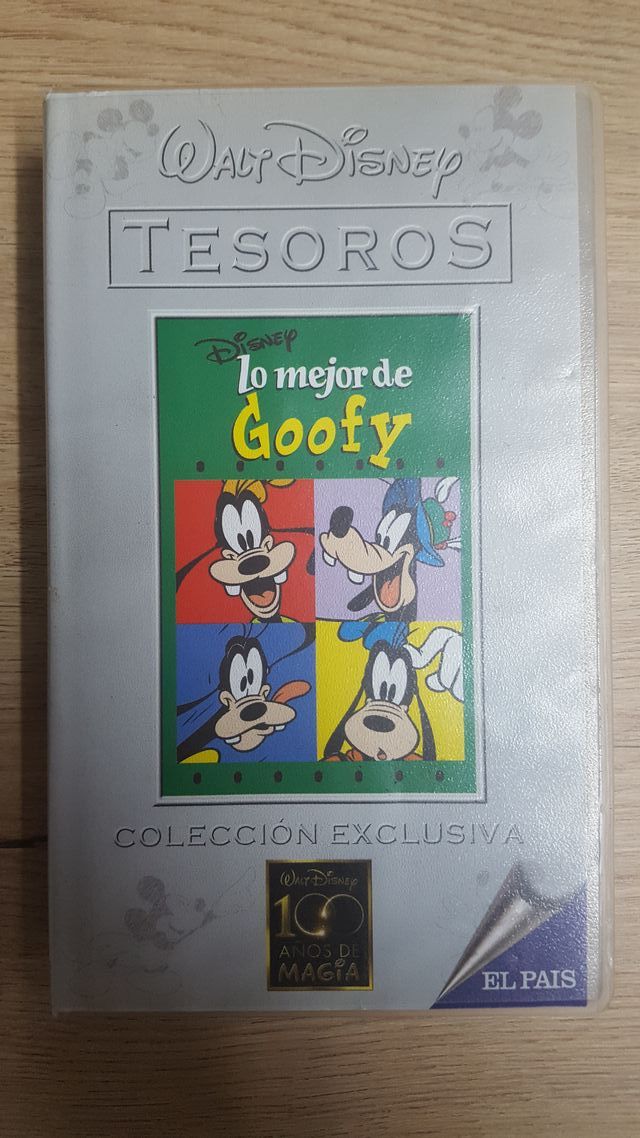 WALT DISNEY
TESOROS
DISNEY
lo mejor de
Goofy
COLECCIÓN EXCLUSIVA
WALT DISNEY
100
AÑOS DE
MAGIA
EL PAIS